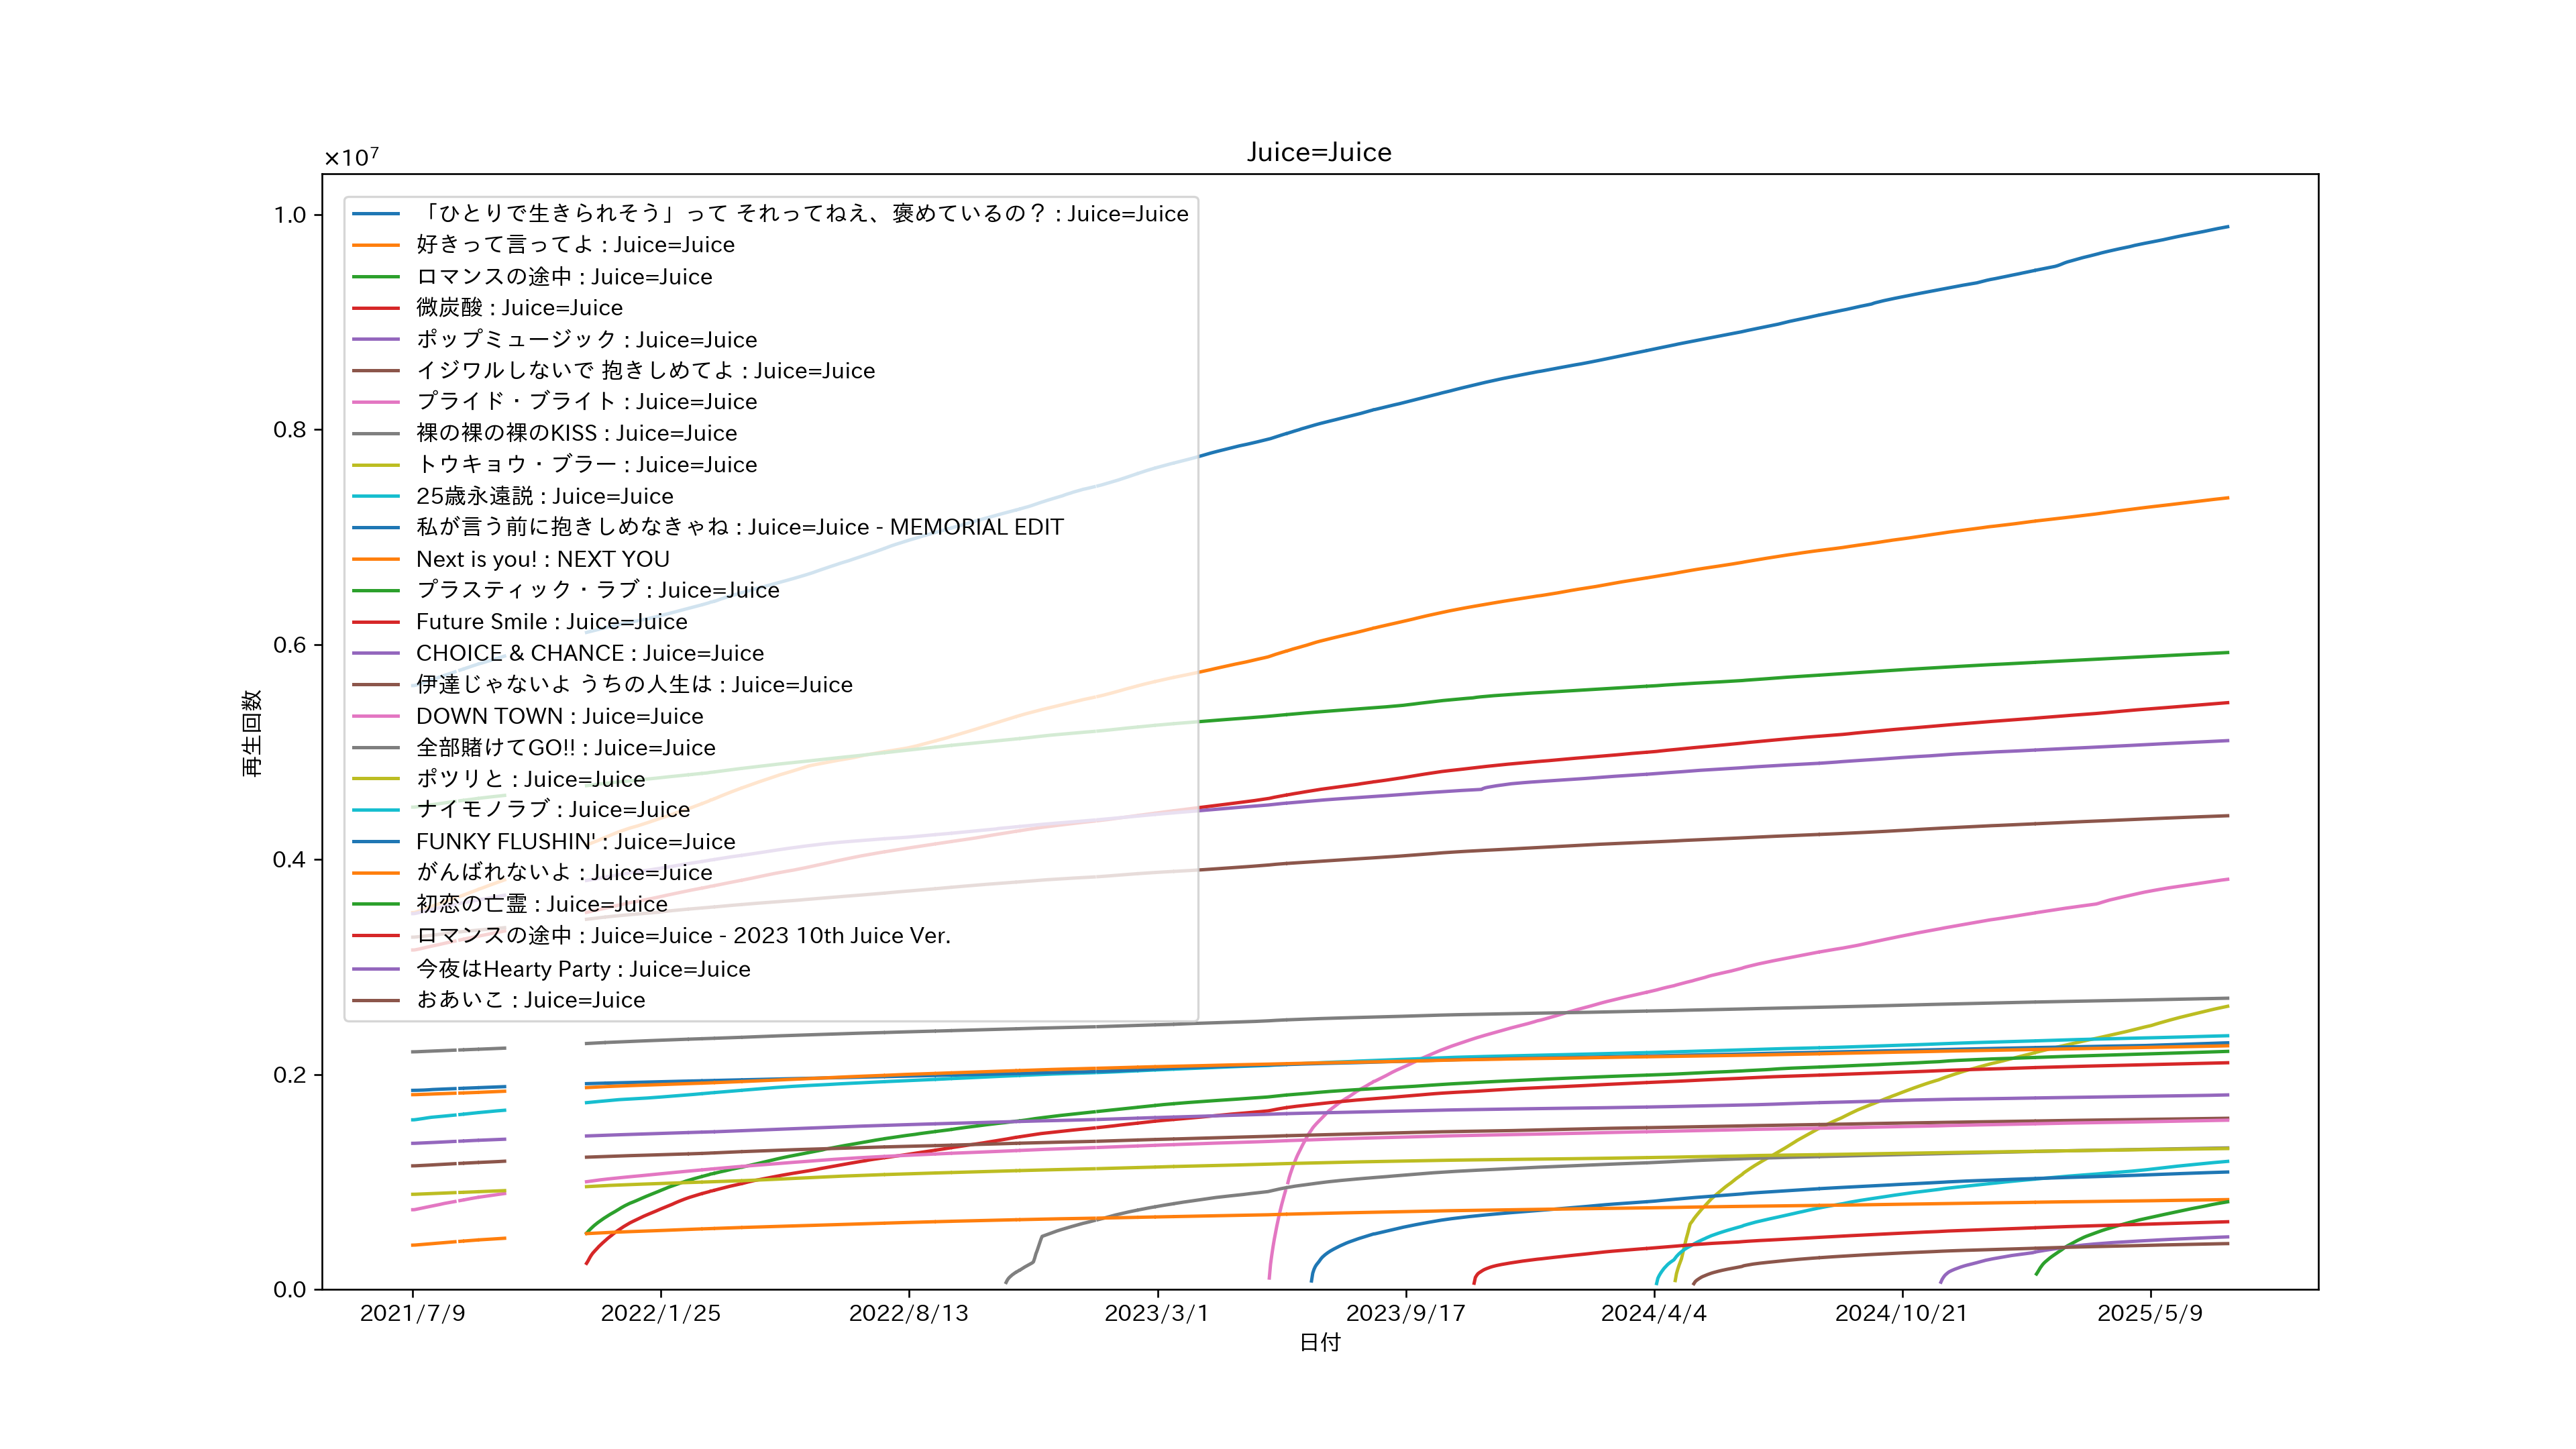 Juice=Juice
×10⁷
1.0
0.8
0.6
0.4
0.2
0.0
再生回数
「ひとりで生きられそう」って それってねえ、褒めているの? : Juice=Juice
好きって言ってよ : Juice=Juice
ロマンスの途中 : Juice=Juice
微炭酸 : Juice=Juice
ポップミュージック : Juice=Juice
イジワルしないで 抱きしめてよ : Juice=Juice
プライド・ブライト : Juice=Juice
裸の裸の裸のKISS : Juice=Juice
トウキョウ・ブラー : Juice=Juice
25歳永遠説 : Juice=Juice
私が言う前に抱きしめなきゃね : Juice=Juice - MEMORIAL EDIT
Next is you! : NEXT YOU
プラスティック・ラブ : Juice=Juice
Future Smile : Juice=Juice
CHOICE & CHANCE : Juice=Juice
伊達じゃないよ うちの人生は : Juice=Juice
DOWN TOWN : Juice=Juice
全部賭けてGO!! : Juice=Juice
ポツリと : Juice=Juice
ナイモノラブ : Juice=Juice
FUNKY FLUSHIN' : Juice=Juice
がんばれないよ : Juice=Juice
初恋の亡霊 : Juice=Juice
ロマンスの途中 : Juice=Juice - 2023 10th Juice Ver.
今夜はHearty Party : Juice=Juice
おあいこ : Juice=Juice
2021/7/9 2022/1/25 2022/8/13 2023/3/1 2023/9/17 2024/4/4 2024/10/21 2025/5/9
日付